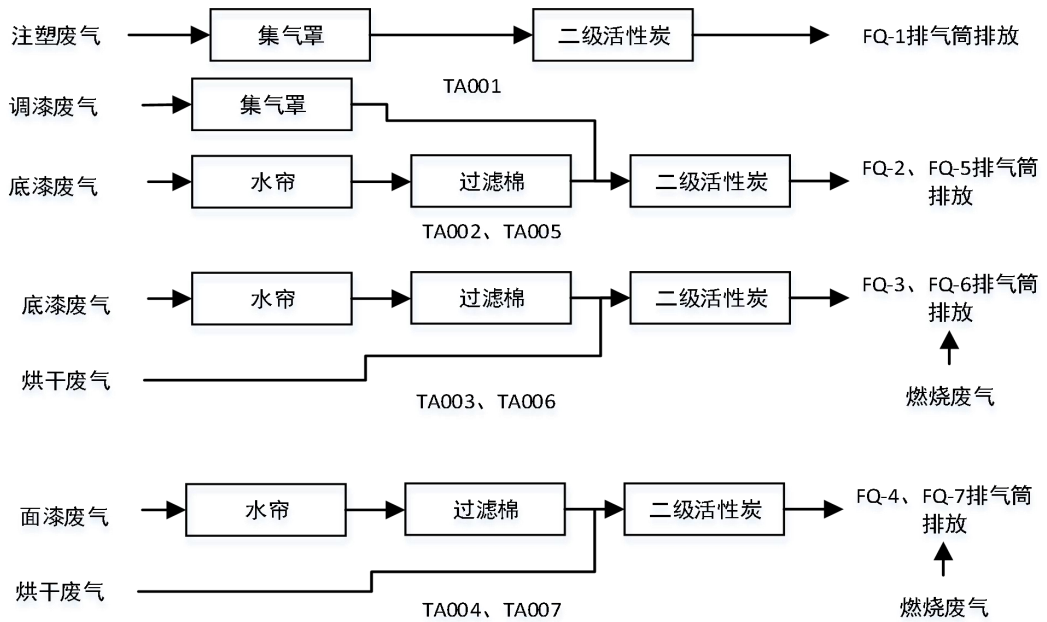 注塑废气
集气罩
二级活性炭
FQ-1排气筒排放
TA001
调漆废气
集气罩
底漆废气
水帘
过滤棉
二级活性炭
FQ-2、FQ-5排气筒
排放
TA002、TA005
底漆废气
水帘
过滤棉
二级活性炭
FQ-3、FQ-6排气筒
排放
烘干废气
TA003、TA006
燃烧废气
面漆废气
水帘
过滤棉
二级活性炭
FQ-4、FQ-7排气筒
排放
烘干废气
TA004、TA007
燃烧废气